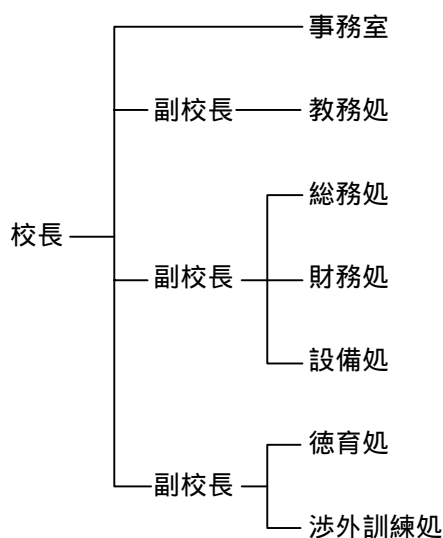 事務室
副校長
教務処
総務処
校長
副校長
財務処
設備処
徳育処
副校長
渉外訓練処